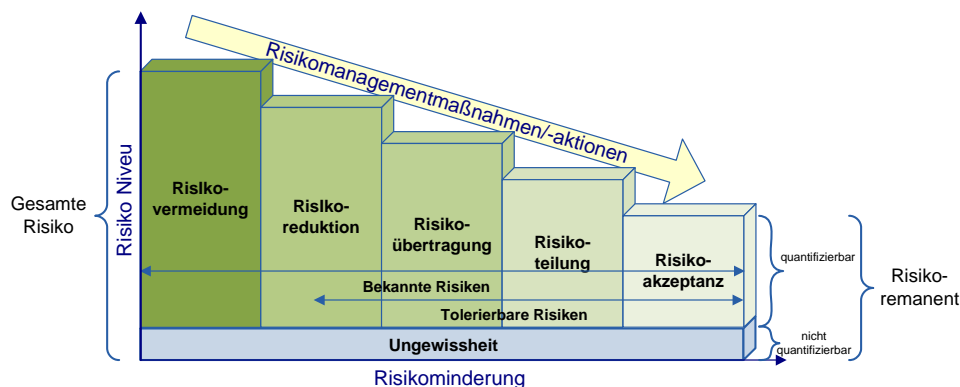 Risikomanagementmaßnahmen/-aktionen
Risiko Niveu
Gesamte
Risiko
RisIko-
vermeidung
RisIko-
reduktion
Risiko-
übertragung
Risiko-
teilung
Risiko-
akzeptanz
quantifizierbar
Risiko-
remanent
Bekannte Risiken
Tolerierbare Risiken
nicht
quantifizierbar
Ungewissheit
Risikominderung